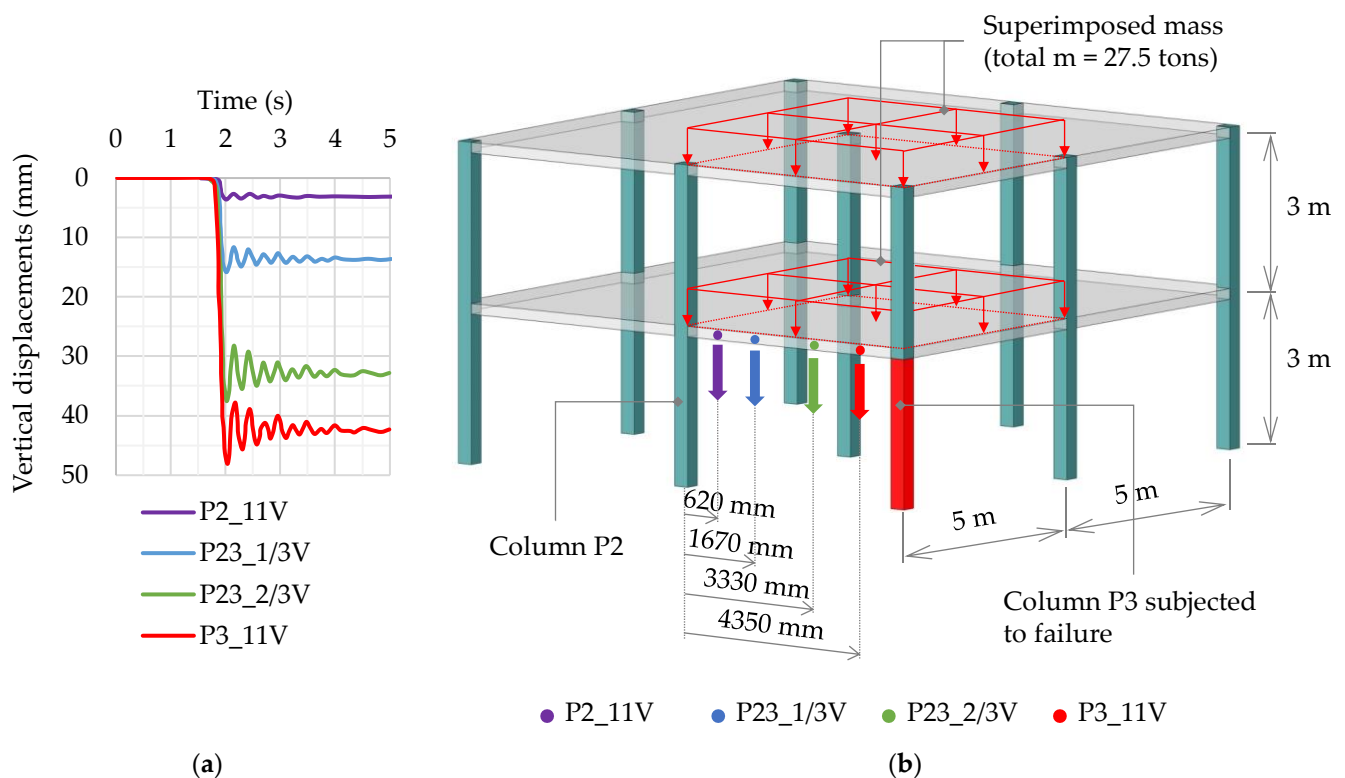 Time (s)
0 1 2 3 4 5
Vertical displacements (mm)
0
10
20
30
40
50
P2_11V
P23_1/3V
P23_2/3V
P3_11V
(a)
Superimposed mass
(total m = 27.5 tons)
3 m
3 m
5 m
5 m
620 mm
1670 mm
3330 mm
4350 mm
Column P2
Column P3 subjected
to failure
P2_11V P23_1/3V P23_2/3V P3_11V
(b)